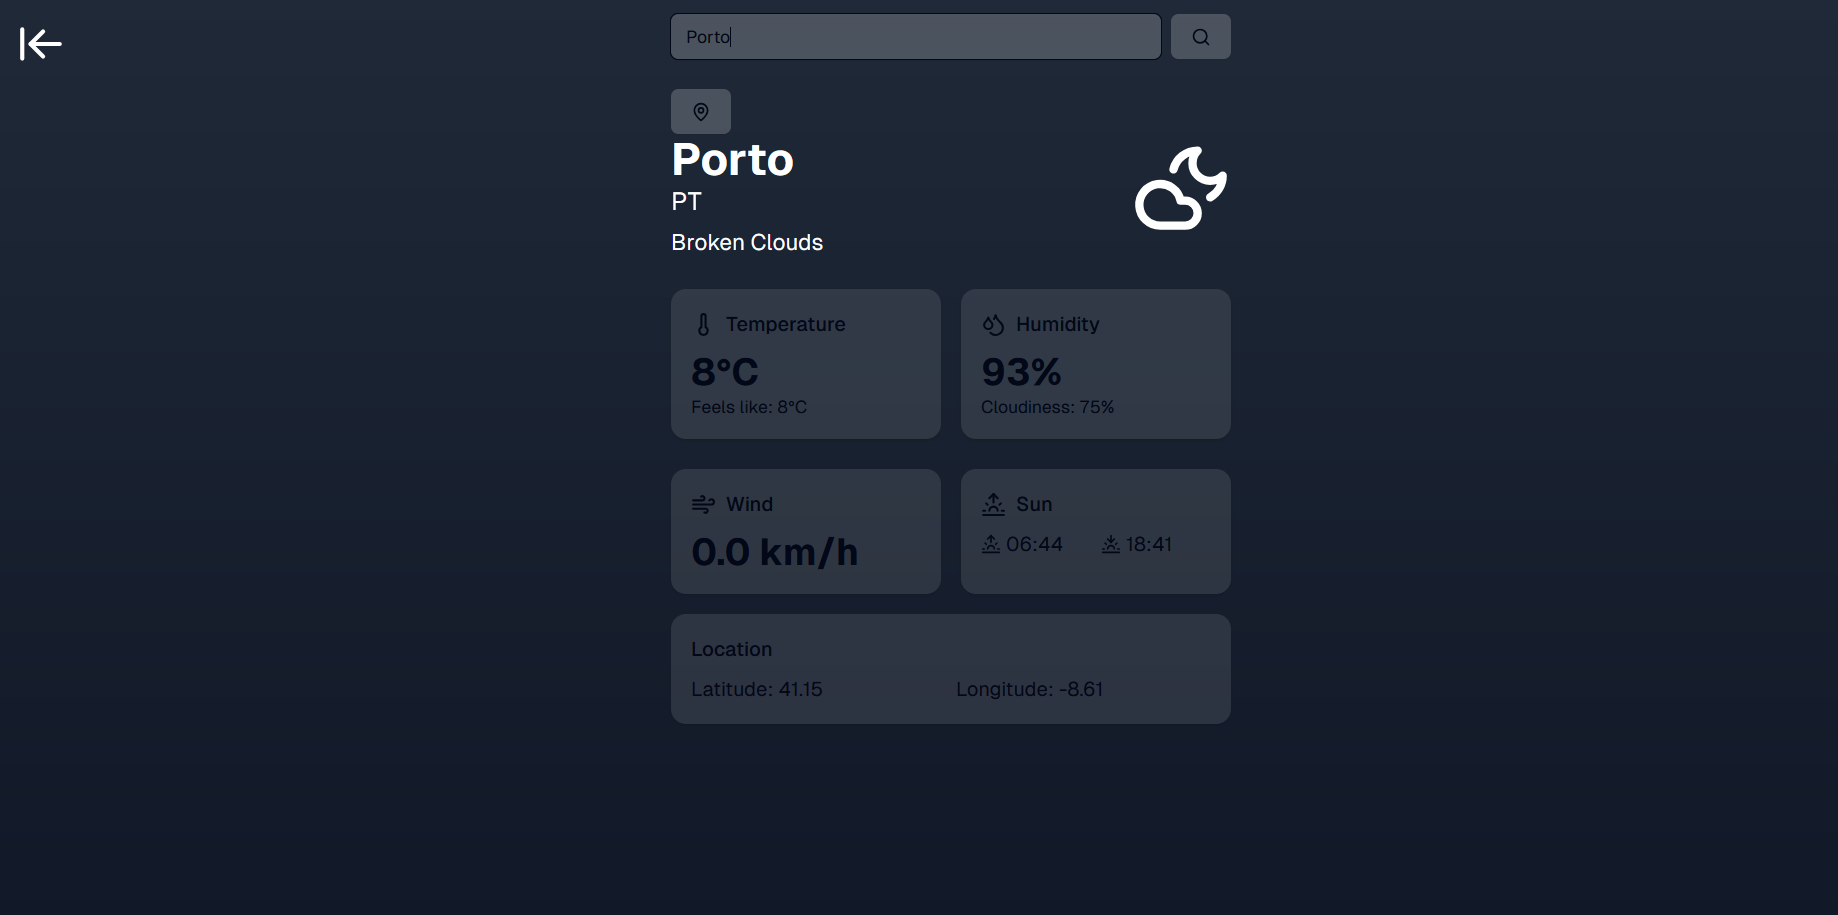 Porto
Porto
PT
Broken Clouds
Temperature
8°C
Feels like: 8°C
Humidity
93%
Cloudiness: 75%
Wind
0.0 km/h
Sun
06:44 18:41
Location
Latitude: 41.15 Longitude: -8.61